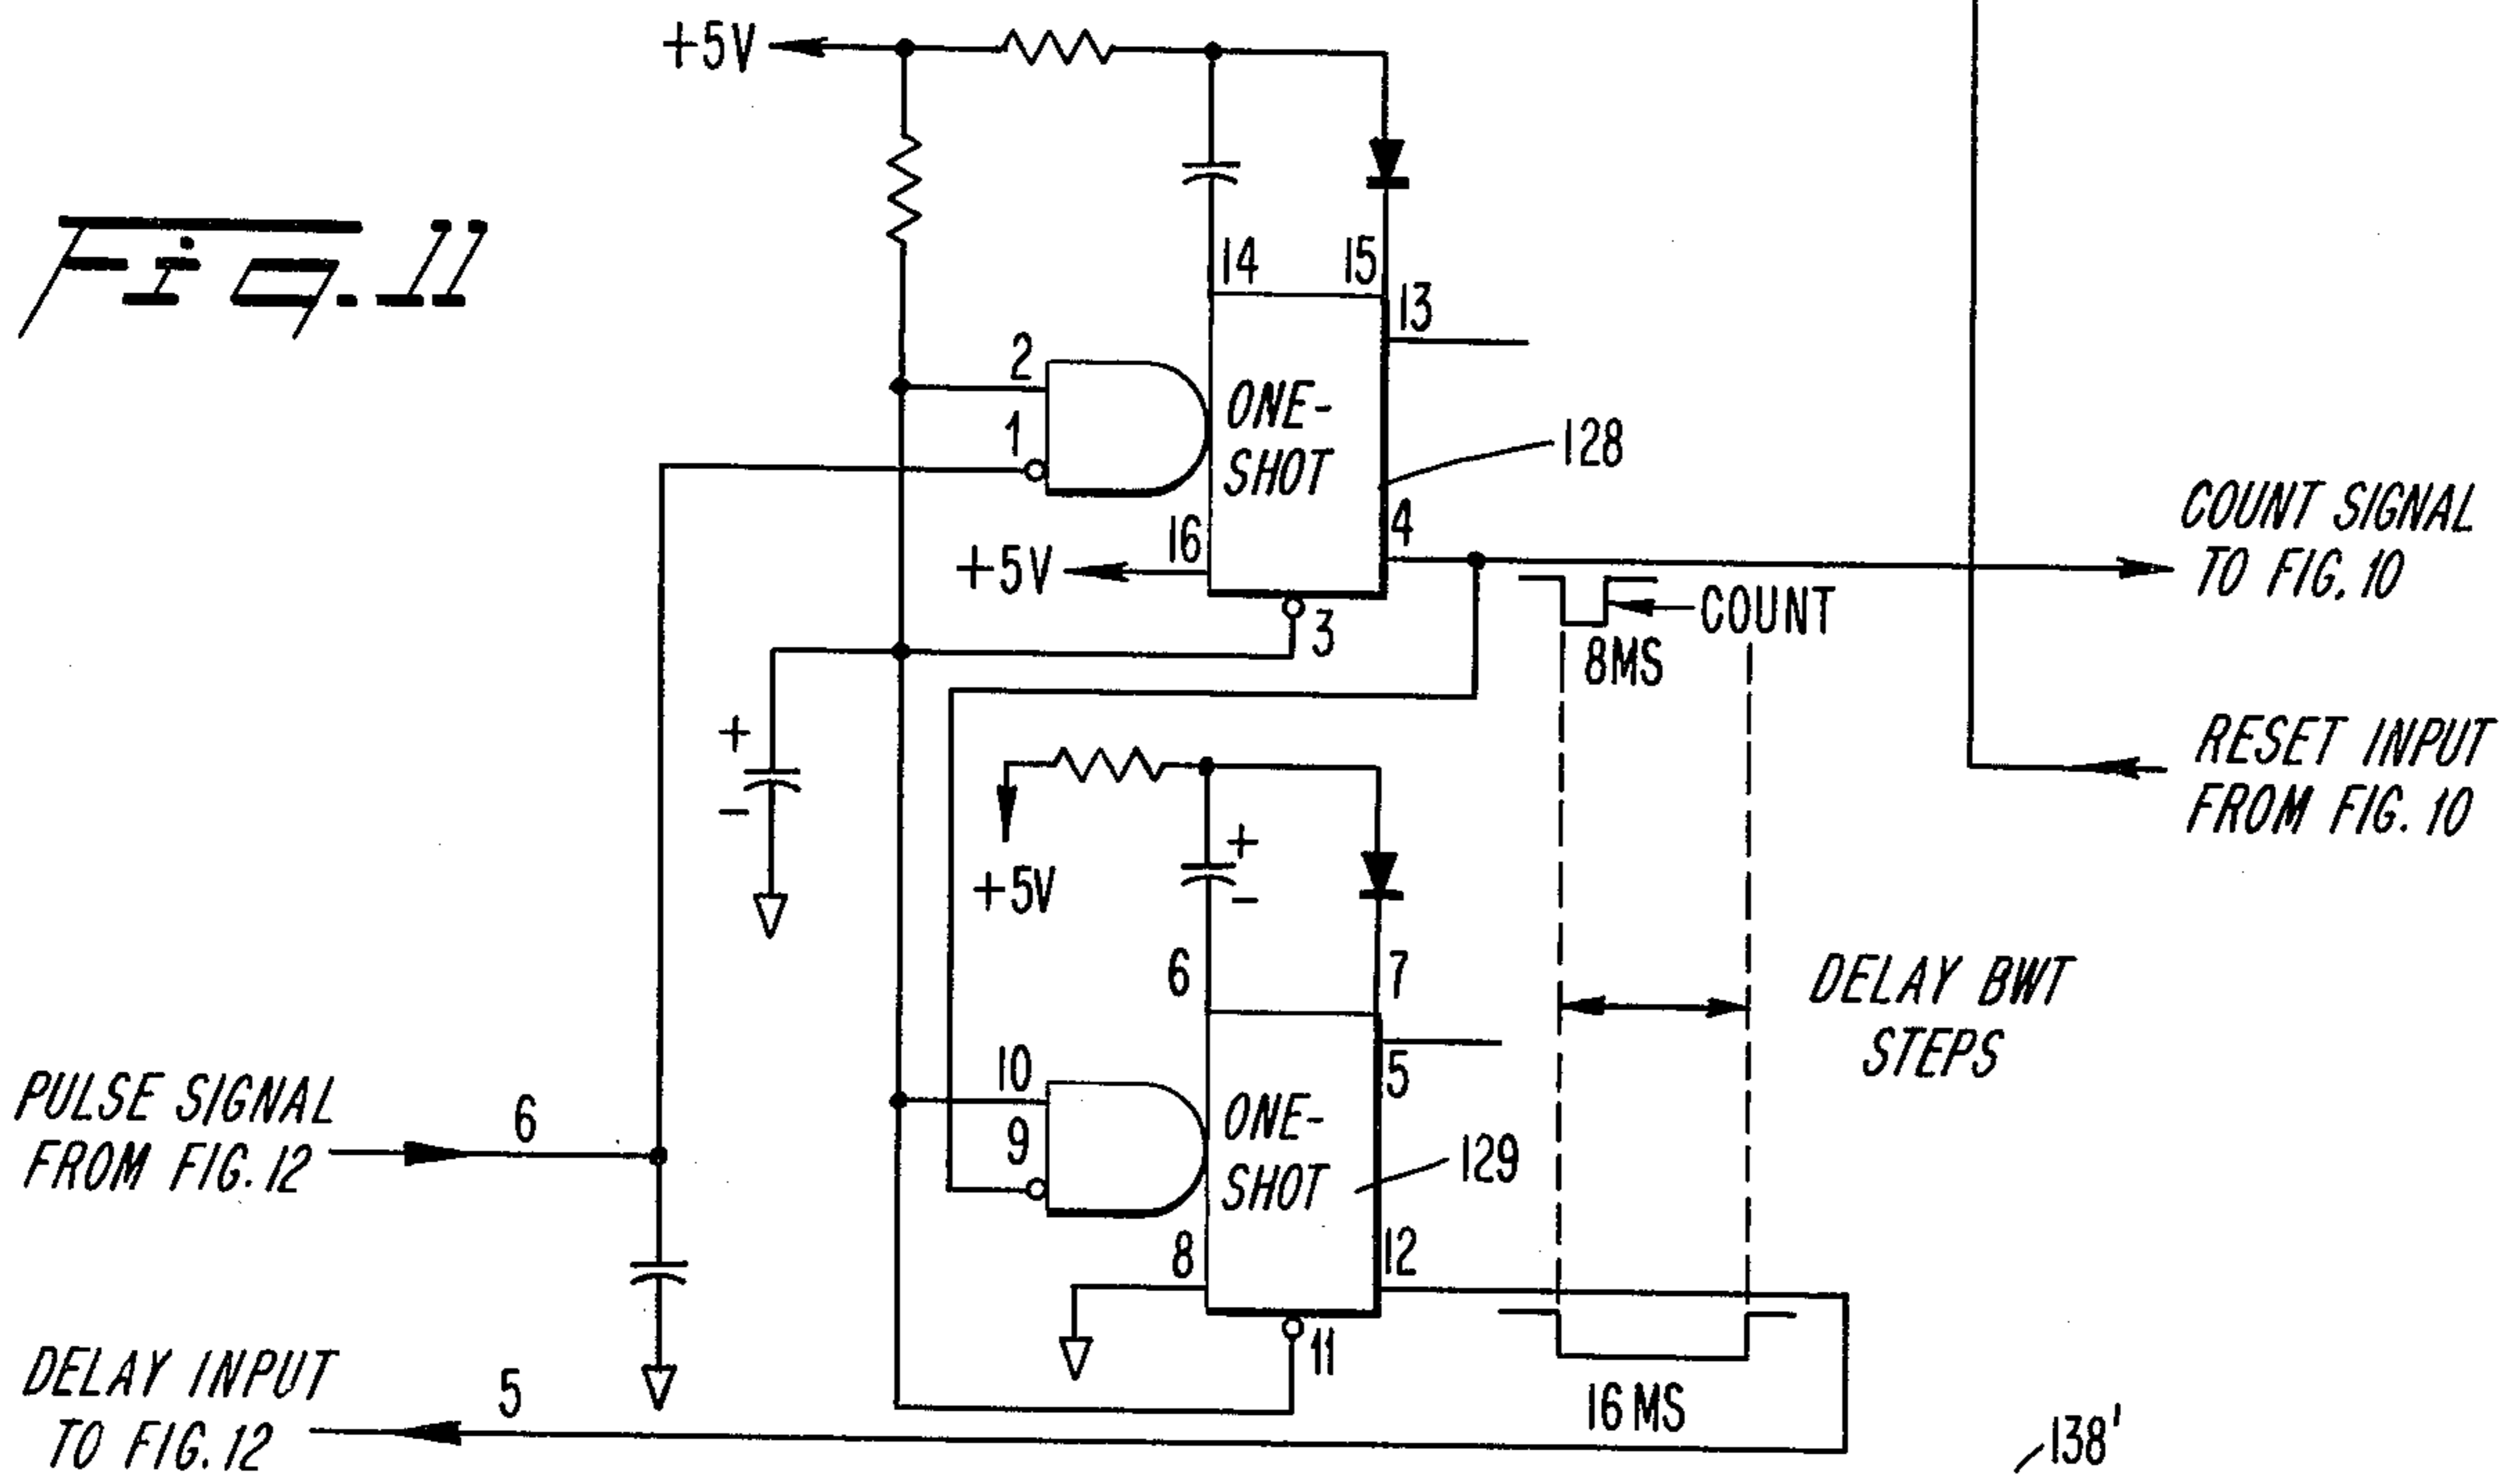 Fig. 11
+5V
14
15
13
2
1
ONE-
SHOT
128
16
+5V
4
3
COUNT
8MS
COUNT SIGNAL
TO FIG. 10
RESET INPUT
FROM FIG. 10
+
-
+5V
+
-
6
7
10
9
5
ONE-
SHOT
129
8
12
11
DELAY BWT
STEPS
16 MS
PULSE SIGNAL
FROM FIG. 12
6
DELAY INPUT
TO FIG. 12
5
138'